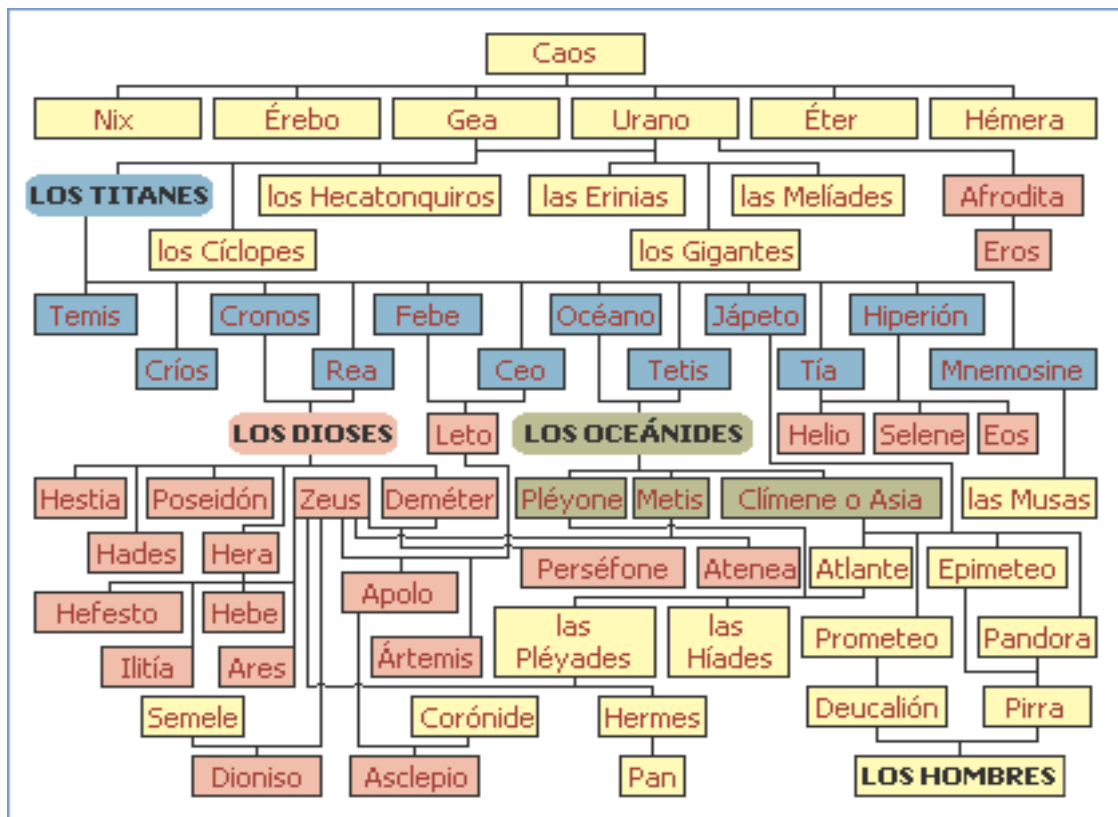 Caos
Nix Érebo Gea Urano Éter Hémera
LOS TITANES los Hecatonquiros las Erinias las Melíades Afrodita
los Cíclopes los Gigantes Eros
Temis Cronos Febe Océano Jápeto Hiperión
Críos Rea Ceo Tetis Tía Mnemosine
LOS DIOSES Leto LOS OCEÁNIDES Helio Selene Eos
Hestia Poseidón Zeus Deméter Pléyone Metis Clímene o Asia las Musas
Hades Hera Perséfone Atenea Atlante Epimeteo
Hefesto Hebe Apolo las Pléyades las Híades Prometeo Pandora
Ilitía Ares Ártemis
Semele Corónide Hermes Deucalión Pirra
Dioniso Asclepio Pan LOS HOMBRES